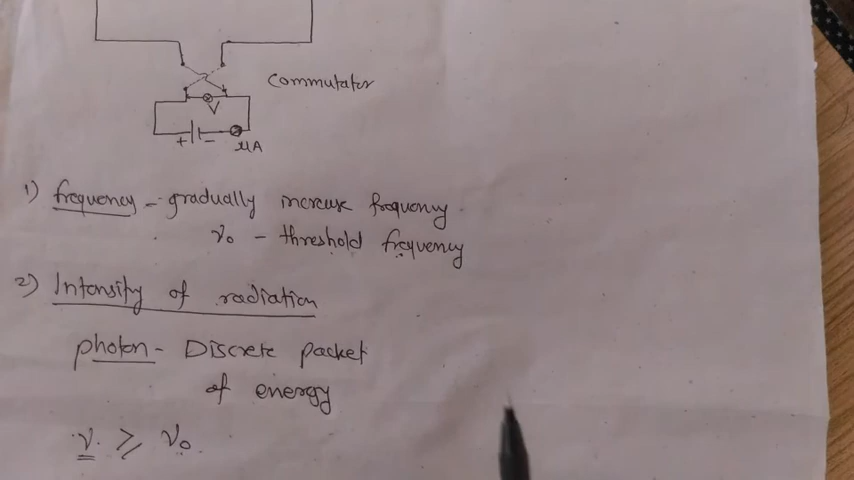 Commutator
V
+ -
μA
1) frequency - gradually increase frequency.
ν₀ - threshold frequency
2) Intensity of radiation
photon - Discrete packet
of energy
ν ≥ ν₀